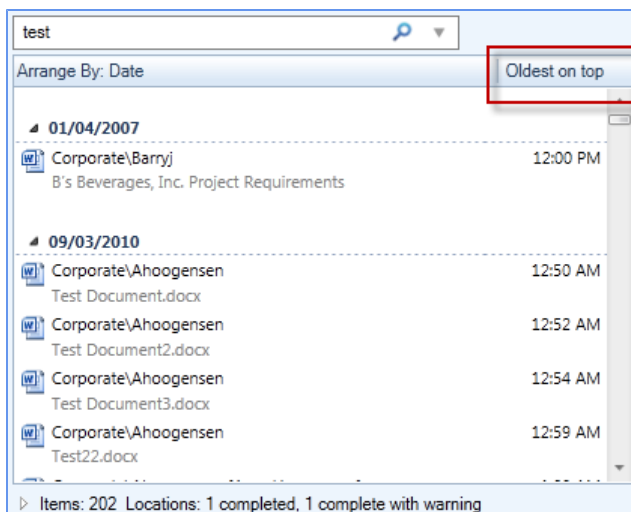 test
Arrange By: Date Oldest on top
01/04/2007
Corporate\Barryj 12:00 PM
B's Beverages, Inc. Project Requirements
09/03/2010
Corporate\Ahoogensen 12:50 AM
Test Document.docx
Corporate\Ahoogensen 12:52 AM
Test Document2.docx
Corporate\Ahoogensen 12:54 AM
Test Document3.docx
Corporate\Ahoogensen 12:59 AM
Test22.docx
Items: 202 Locations: 1 completed, 1 complete with warning